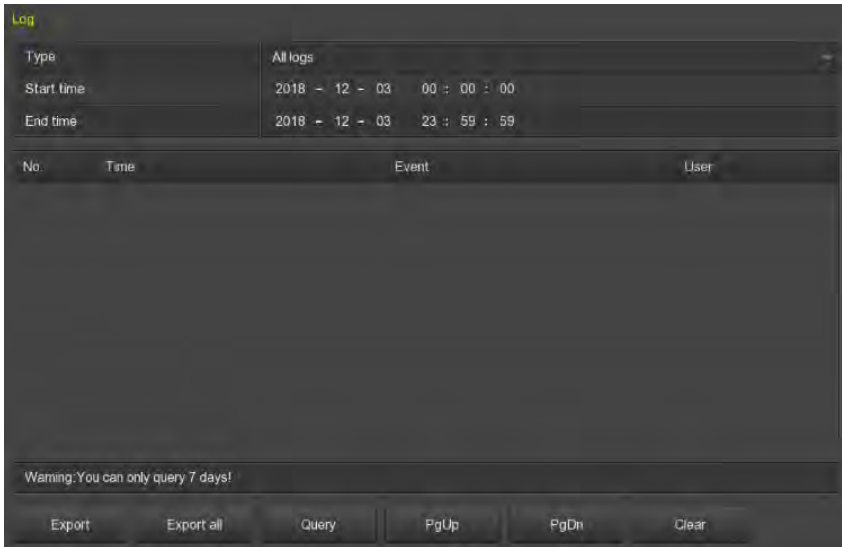 Log
Type All logs
Start time 2018 - 12 - 03 00 : 00 : 00
End time 2018 - 12 - 03 23 : 59 : 59
No. Time Event User
Warning:You can only query 7 days!
Export Export all Query PgUp PgDn Clear